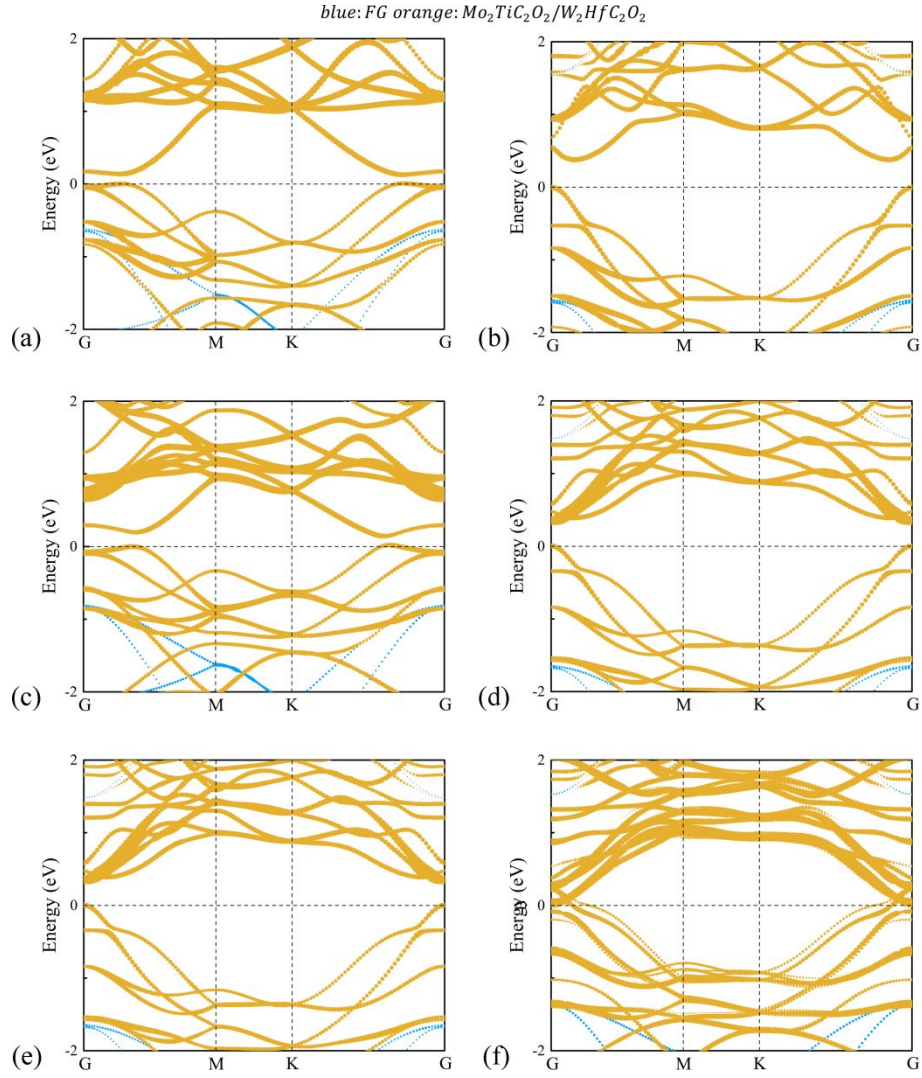 blue: FG orange: Mo₂TiC₂O₂/W₂HfC₂O₂
2
0
-2
Energy (eV)
G
M
K
G
(a)
2
0
-2
Energy (eV)
G
M
K
G
(b)
2
0
-2
Energy (eV)
G
M
K
G
(c)
2
0
-2
Energy (eV)
G
M
K
G
(d)
2
0
-2
Energy (eV)
G
M
K
G
(e)
2
0
-2
Energy (eV)
G
M
K
G
(f)